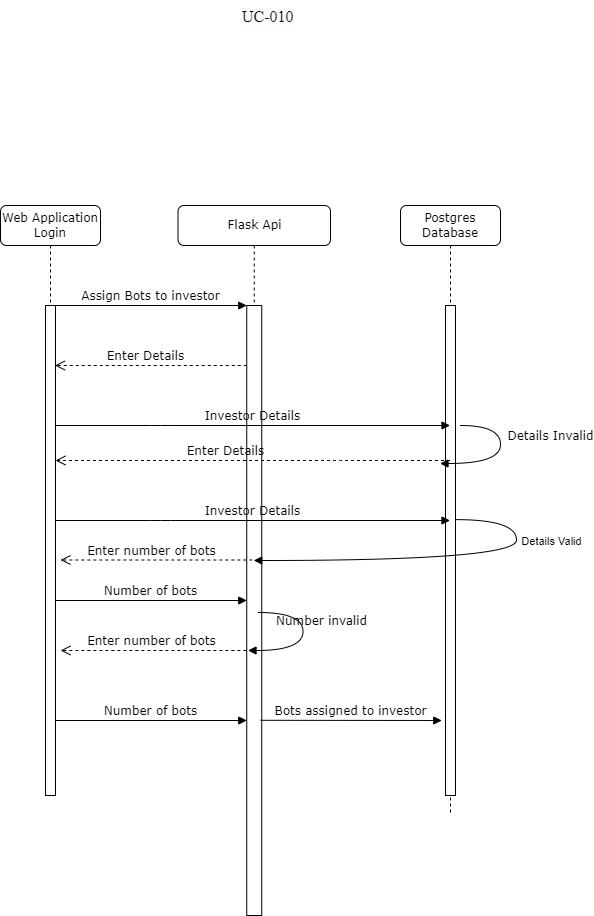 UC-010
Web Application
Login
Flask Api
Postgres
Database
Assign Bots to investor
Enter Details
Investor Details
Details Invalid
Enter Details
Investor Details
Details Valid
Enter number of bots
Number of bots
Number invalid
Enter number of bots
Number of bots
Bots assigned to investor